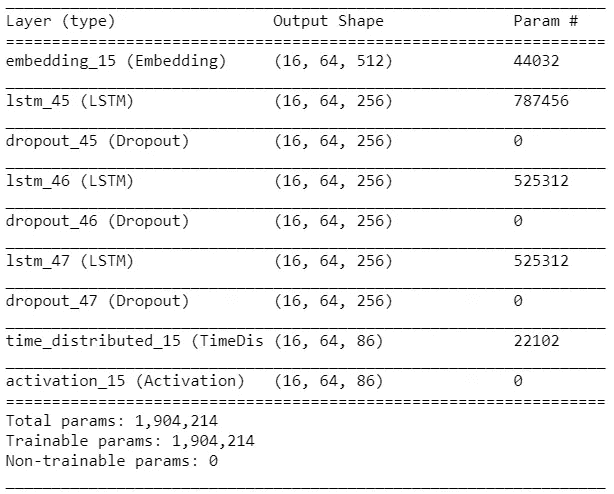 Layer (type) Output Shape Param #
embedding_15 (Embedding) (16, 64, 512) 44032
lstm_45 (LSTM) (16, 64, 256) 787456
dropout_45 (Dropout) (16, 64, 256) 0
lstm_46 (LSTM) (16, 64, 256) 525312
dropout_46 (Dropout) (16, 64, 256) 0
lstm_47 (LSTM) (16, 64, 256) 525312
dropout_47 (Dropout) (16, 64, 256) 0
time_distributed_15 (TimeDis (16, 64, 86) 22102
activation_15 (Activation) (16, 64, 86) 0
Total params: 1,904,214
Trainable params: 1,904,214
Non-trainable params: 0